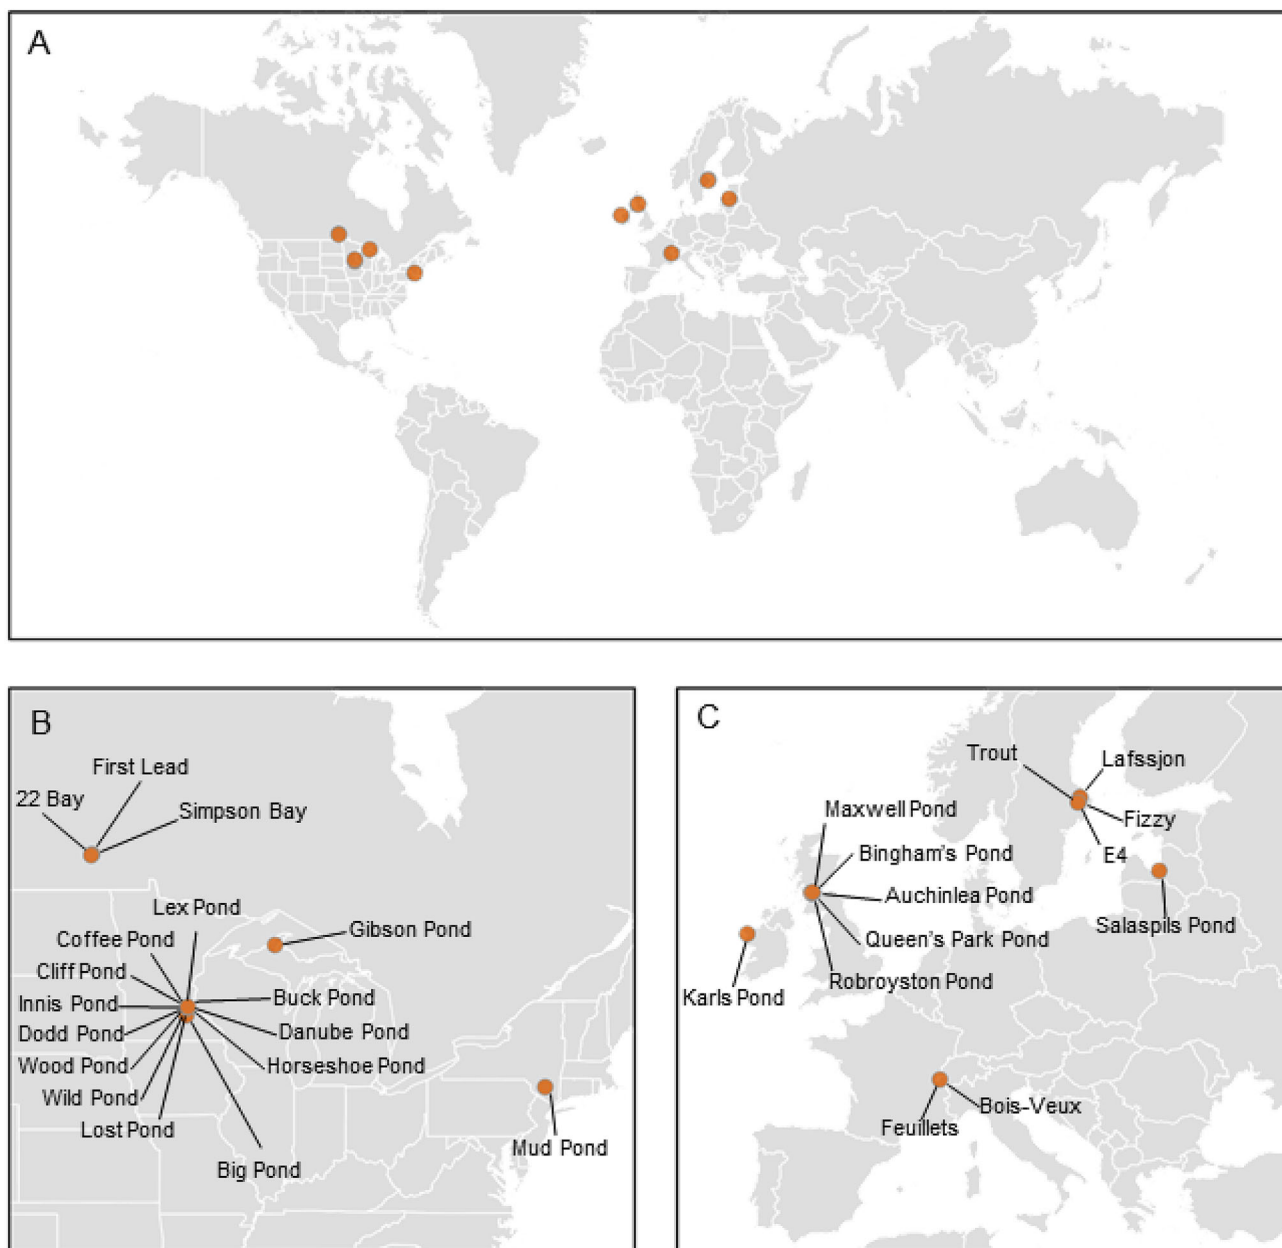 A
B
First Lead
22 Bay
Simpson Bay
Lex Pond
Coffee Pond
Gibson Pond
Cliff Pond
Innis Pond
Buck Pond
Dodd Pond
Danube Pond
Wood Pond
Horseshoe Pond
Wild Pond
Lost Pond
Big Pond
Mud Pond
C
Trout
Lafssjon
Maxwell Pond
Fizzy
Bingham's Pond
E4
Auchinlea Pond
Salaspils Pond
Queen's Park Pond
Robroyston Pond
Karls Pond
Bois-Veux
Feuillets